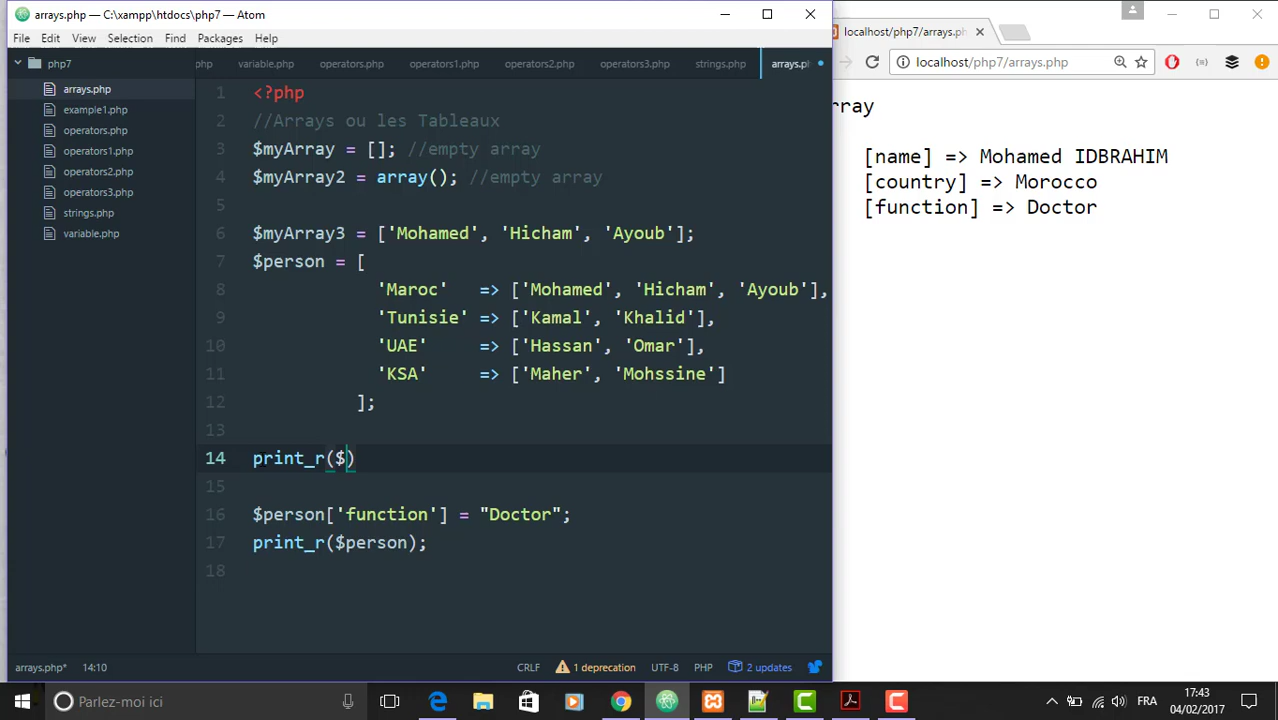 arrays.php — C:\xampp\htdocs\php7 — Atom
File Edit View Selection Find Packages Help
php7
arrays.php
example1.php
operators.php
operators1.php
operators2.php
operators3.php
strings.php
variable.php
php variable.php operators.php operators1.php operators2.php operators3.php strings.php arrays.p
1 <?php
2 //Arrays ou les Tableaux
3 $myArray = []; //empty array
4 $myArray2 = array(); //empty array
5
6 $myArray3 = ['Mohamed', 'Hicham', 'Ayoub'];
7 $person = [
8 'Maroc' => ['Mohamed', 'Hicham', 'Ayoub'],
9 'Tunisie' => ['Kamal', 'Khalid'],
10 'UAE' => ['Hassan', 'Omar'],
11 'KSA' => ['Maher', 'Mohssine']
12 ];
13
14 print_r($)
15
16 $person['function'] = "Doctor";
17 print_r($person);
18
arrays.php* 14:10 CRLF 1 deprecation UTF-8 PHP 2 updates
localhost/php7/arrays.ph
localhost/php7/arrays.php
rray
[name] => Mohamed IDBRAHIM
[country] => Morocco
[function] => Doctor
Parlez-moi ici
FRA
17:43
04/02/2017